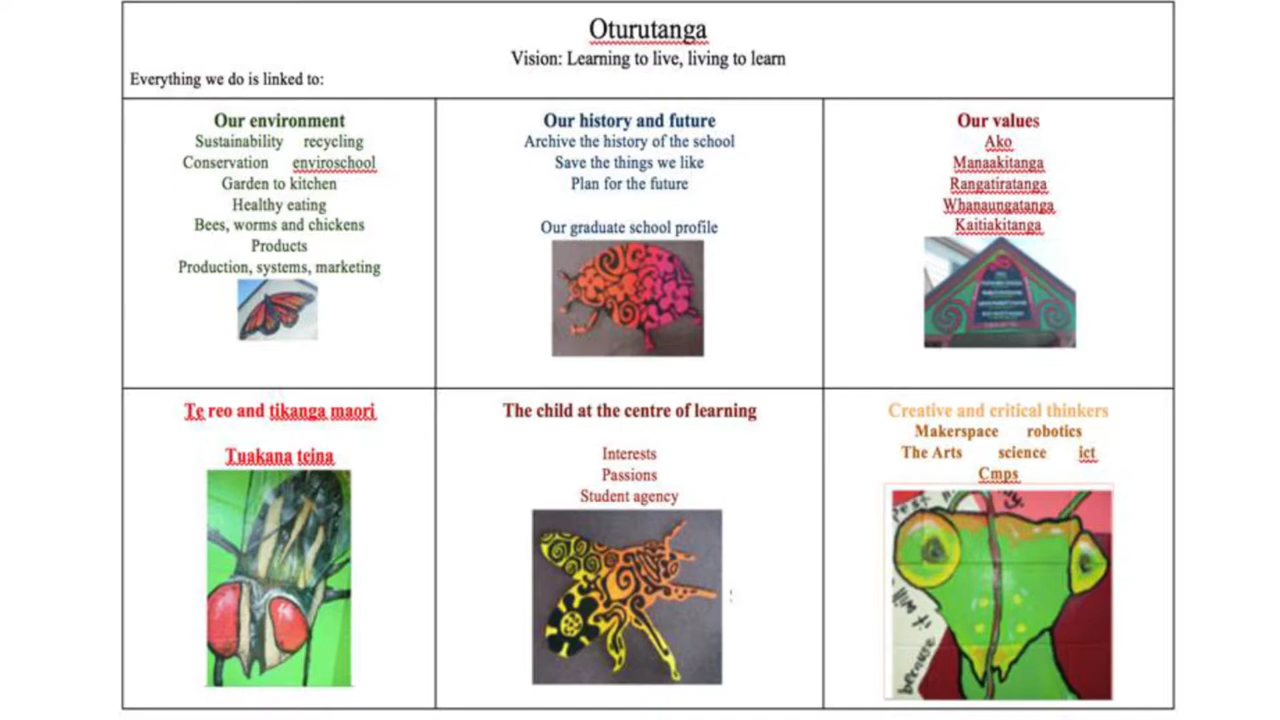 Oturutanga
Vision: Learning to live, living to learn
Everything we do is linked to:
Our environment
Sustainability recycling
Conservation enviroschool
Garden to kitchen
Healthy eating
Bees, worms and chickens
Products
Production, systems, marketing
Our history and future
Archive the history of the school
Save the things we like
Plan for the future
Our graduate school profile
Our values
Ako
Manaakitanga
Rangatiratanga
Whanaungatanga
Kaitiakitanga
Te reo and tikanga maori
Tuakana teina
The child at the centre of learning
Interests
Passions
Student agency
Creative and critical thinkers
Makerspace robotics
The Arts science ict
Cmps
because